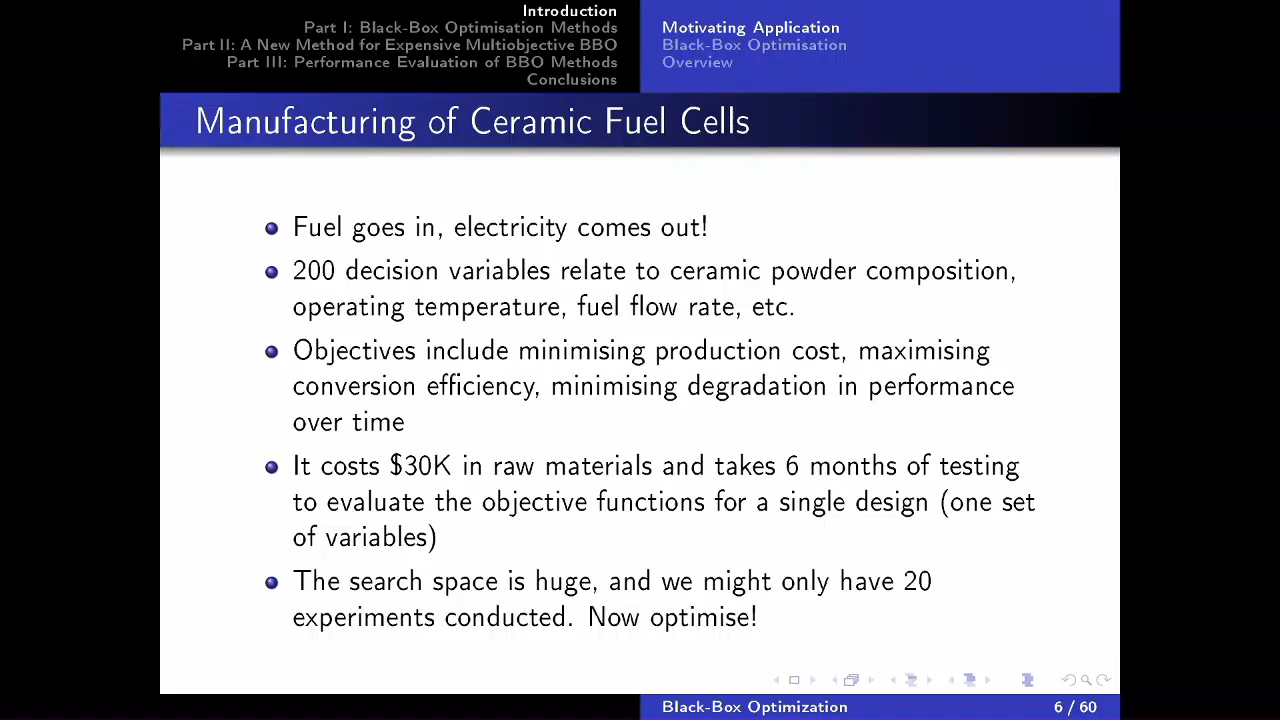 Introduction
Part I: Black-Box Optimisation Methods
Part II: A New Method for Expensive Multiobjective BBO
Part III: Performance Evaluation of BBO Methods
Conclusions
Motivating Application
Black-Box Optimisation
Overview
Manufacturing of Ceramic Fuel Cells
Fuel goes in, electricity comes out!
200 decision variables relate to ceramic powder composition,
operating temperature, fuel flow rate, etc.
Objectives include minimising production cost, maximising
conversion efficiency, minimising degradation in performance
over time
It costs $30K in raw materials and takes 6 months of testing
to evaluate the objective functions for a single design (one set
of variables)
The search space is huge, and we might only have 20
experiments conducted. Now optimise!
Black-Box Optimization
6 / 60